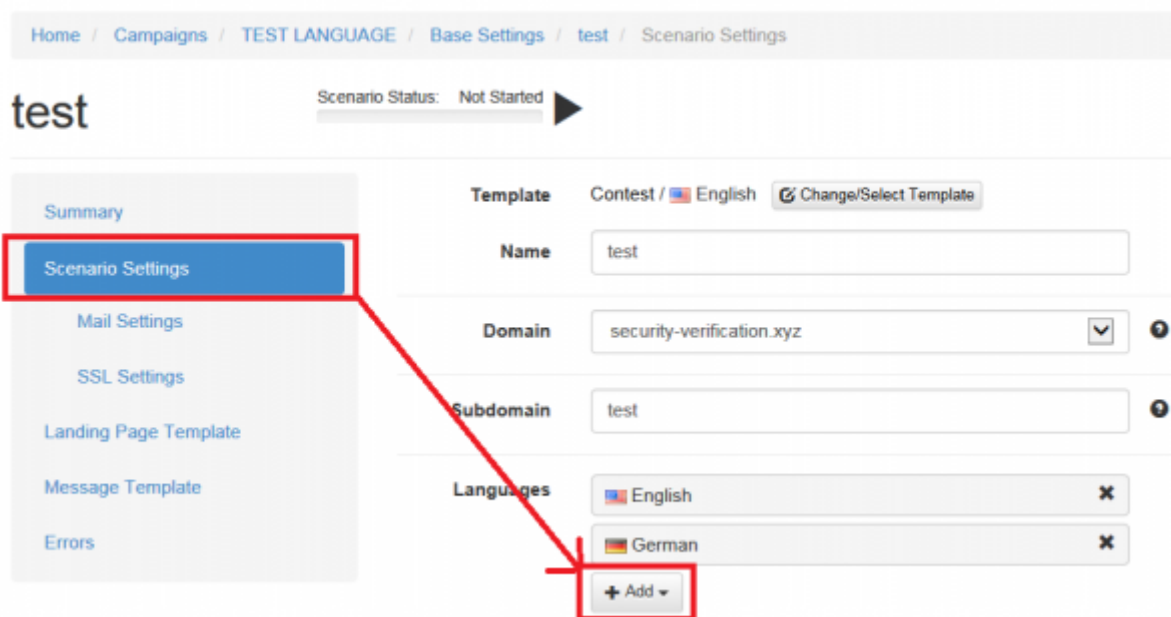 Home / Campaigns / TEST LANGUAGE / Base Settings / test / Scenario Settings
test
Scenario Status: Not Started
Summary
Scenario Settings
Mail Settings
SSL Settings
Landing Page Template
Message Template
Errors
Template Contest / English Change/Select Template
Name test
Domain security-verification.xyz
Subdomain test
Languages English
German
+ Add